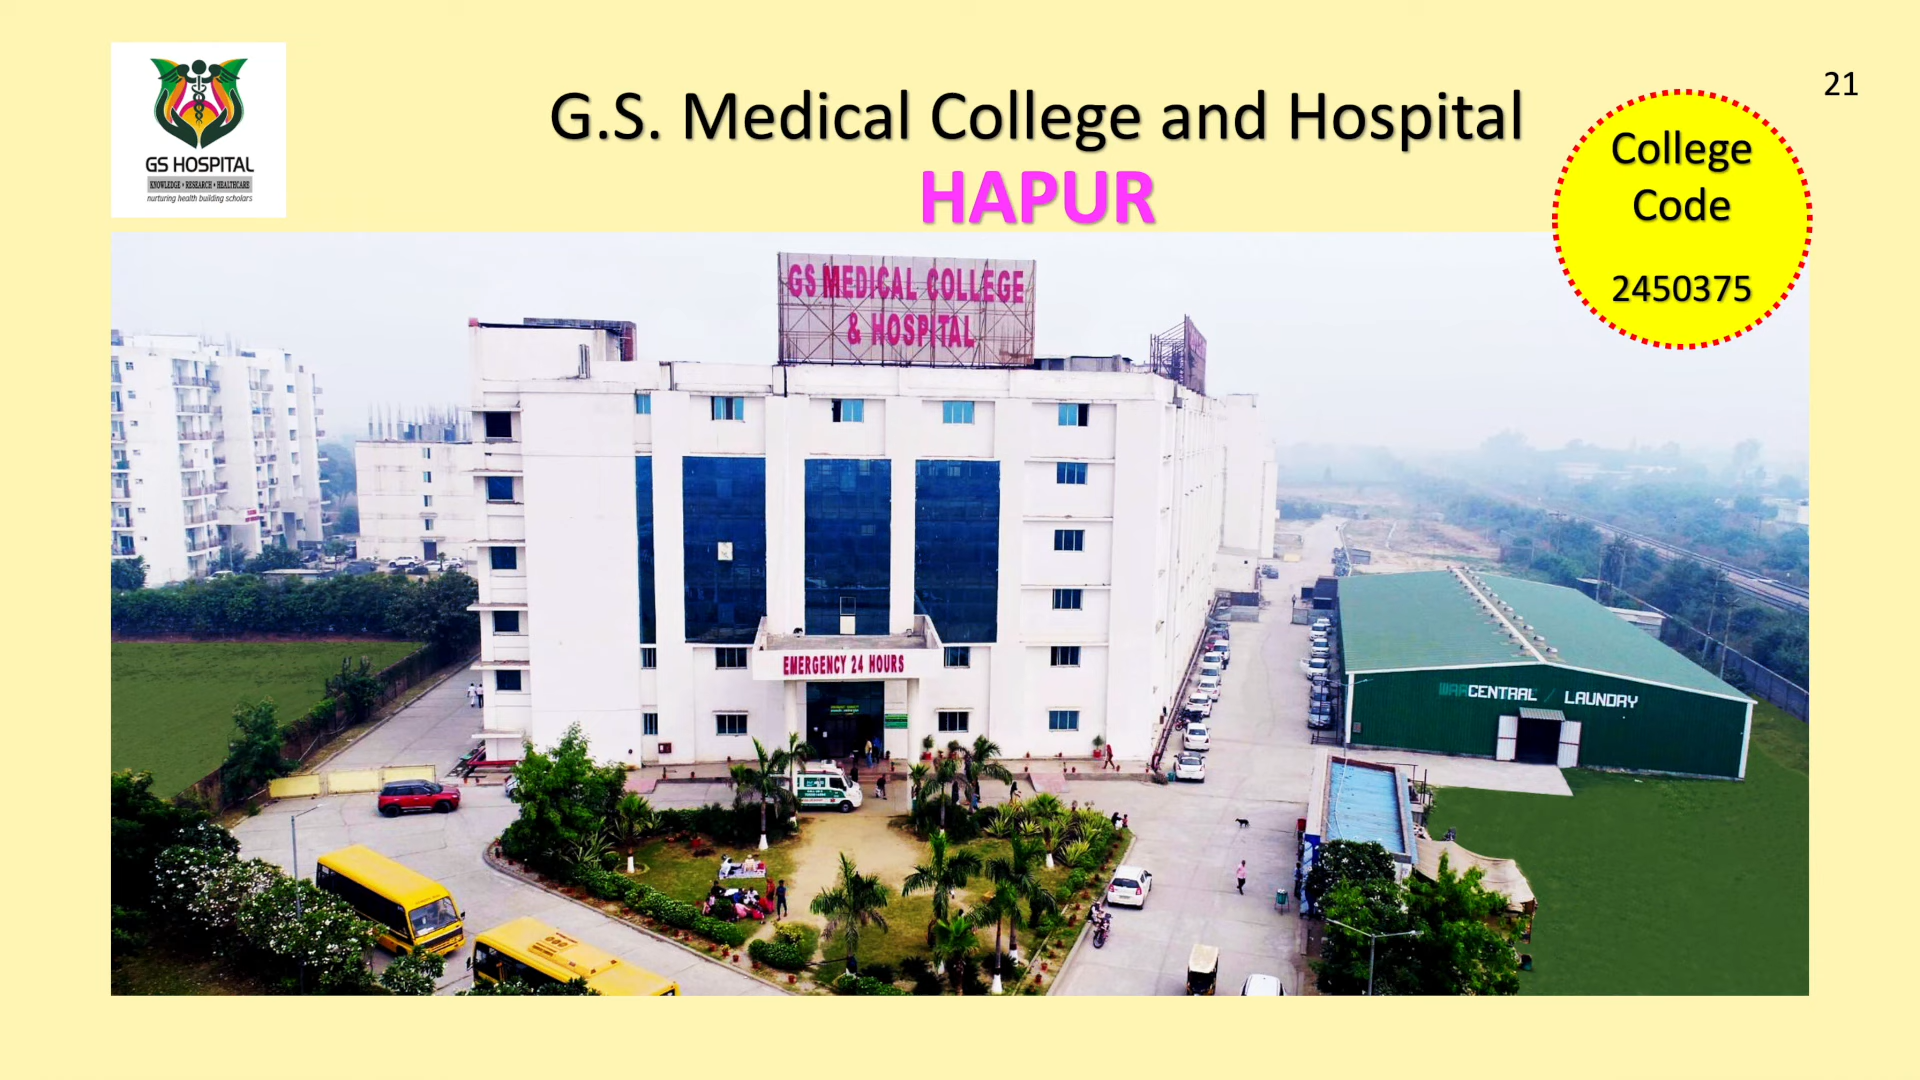 21
GS HOSPITAL
KNOWLEDGE • RESEARCH • HEALTHCARE
nurturing health building scholars
G.S. Medical College and Hospital
HAPUR
College
Code
2450375
GS MEDICAL COLLEGE
& HOSPITAL
EMERGENCY 24 HOURS
CENTRAL / LAUNDRY